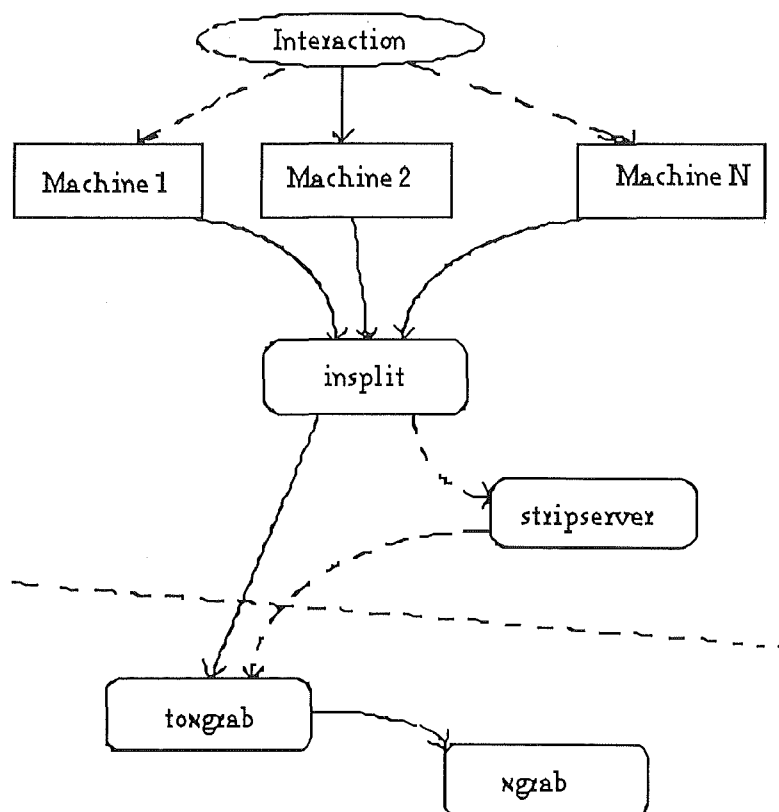 Interaction
Machine 1
Machine 2
Machine N
insplit
stripserver
toxgrab
xgrab